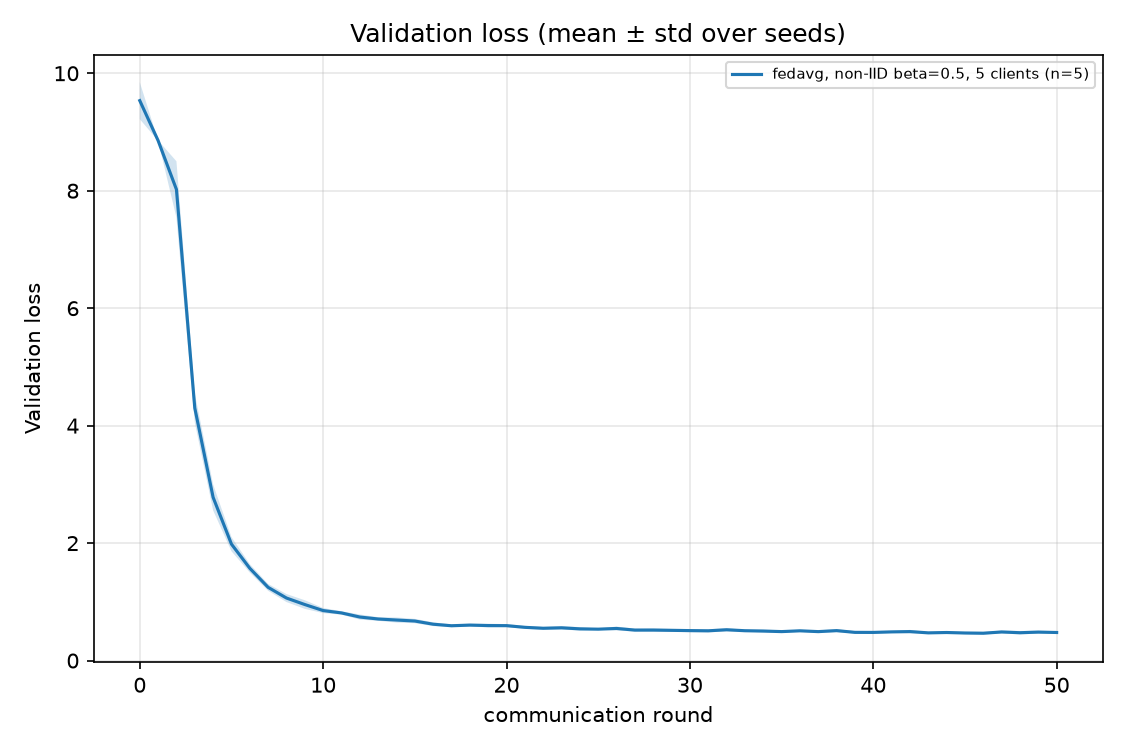 Validation loss (mean ± std over seeds)
fedavg, non-IID beta=0.5, 5 clients (n=5)
Validation loss
10
8
6
4
2
0
0 10 20 30 40 50
communication round